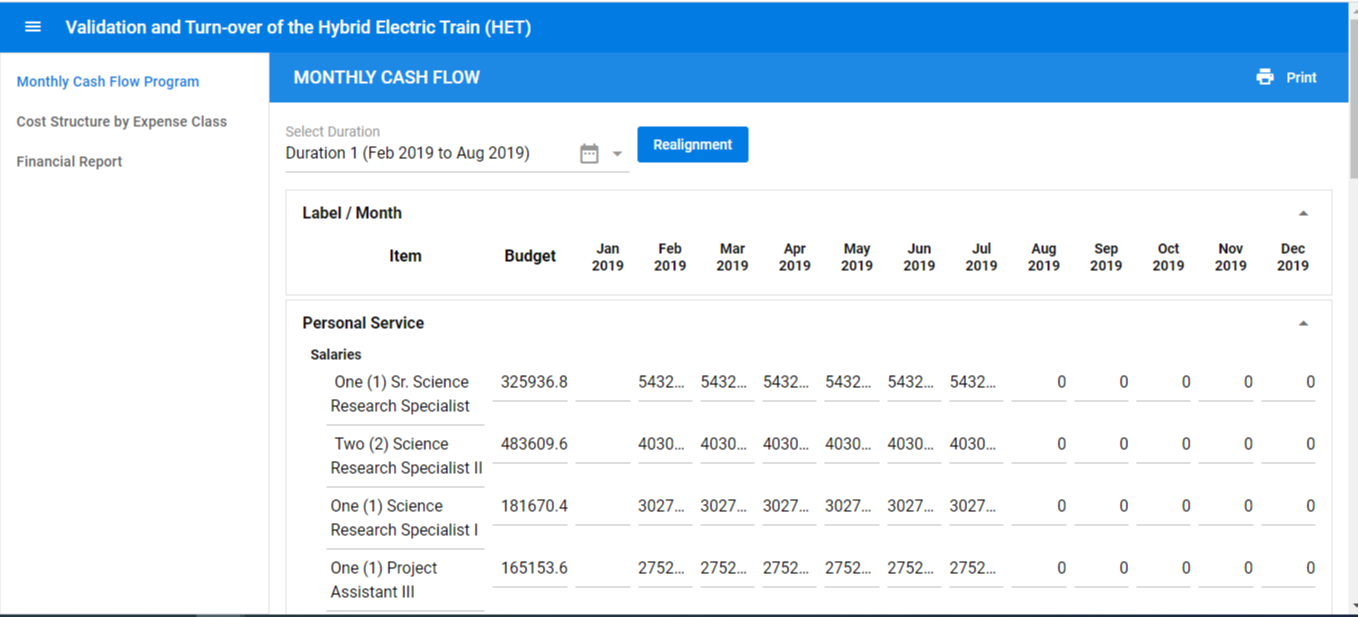 Validation and Turn-over of the Hybrid Electric Train (HET)
Monthly Cash Flow Program
Cost Structure by Expense Class
Financial Report
MONTHLY CASH FLOW
Print
Select Duration
Duration 1 (Feb 2019 to Aug 2019)
Realignment
Label / Month
Item Budget Jan 2019 Feb 2019 Mar 2019 Apr 2019 May 2019 Jun 2019 Jul 2019 Aug 2019 Sep 2019 Oct 2019 Nov 2019 Dec 2019
Personal Service
Salaries
One (1) Sr. Science 325936.8 5432... 5432... 5432... 5432... 5432... 5432... 0 0 0 0 0
Research Specialist
Two (2) Science 483609.6 4030... 4030... 4030... 4030... 4030... 4030... 0 0 0 0 0
Research Specialist II
One (1) Science 181670.4 3027... 3027... 3027... 3027... 3027... 3027... 0 0 0 0 0
Research Specialist I
One (1) Project 165153.6 2752... 2752... 2752... 2752... 2752... 2752... 0 0 0 0 0
Assistant III